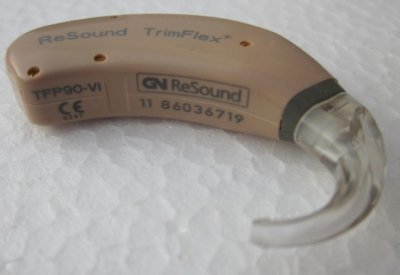 ReSound TrimFlex+
TFP90-VI
CE
GN ReSound
11 86036719